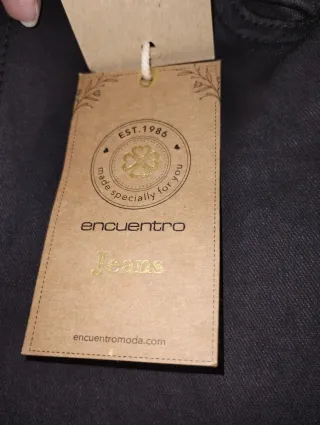 EST. 1986
made specially for you
encuentro
Jeans
encuentromoda.com